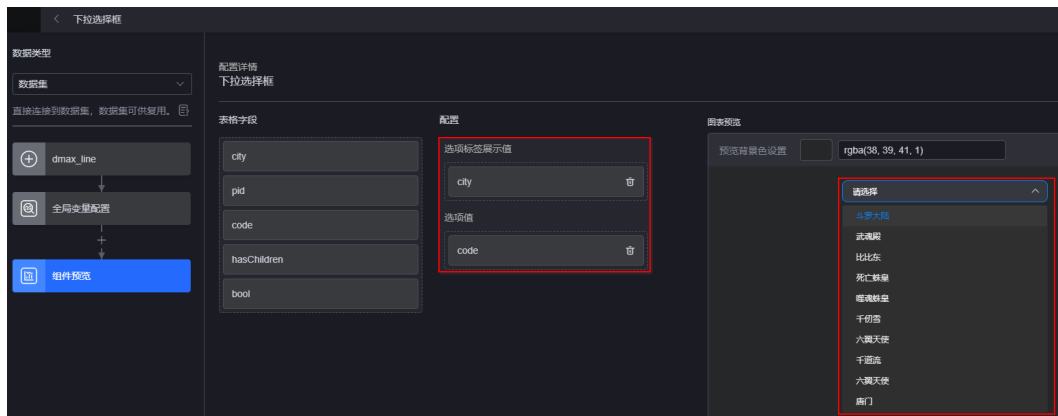 下拉选择框
数据类型
数据集
直接连接到数据集，数据集可供复用。
dmax_line
全局变量配置
组件预览
配置详情
下拉选择框
表格字段
city
pid
code
hasChildren
bool
配置
选项标签展示值
city
选项值
code
图表预览
预览背景色设置
rgba(38, 39, 41, 1)
请选择
斗罗大陆
武魂殿
比比东
死亡蛛皇
噬魂蛛皇
千仞雪
六翼天使
千道流
六翼天使
唐门